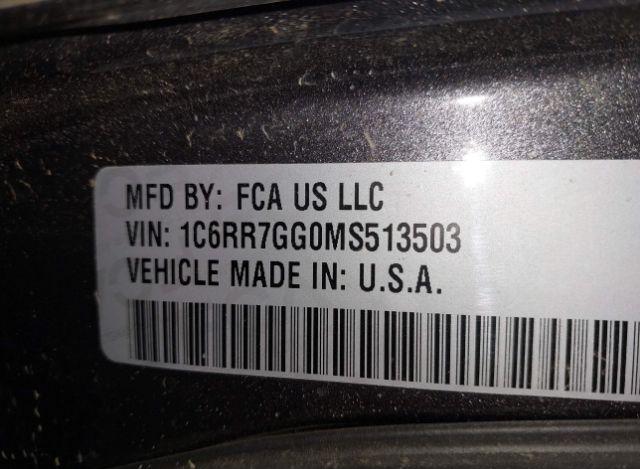 MFD BY: FCA US LLC
VIN: 1C6RR7GG0MS513503
VEHICLE MADE IN: U.S.A.